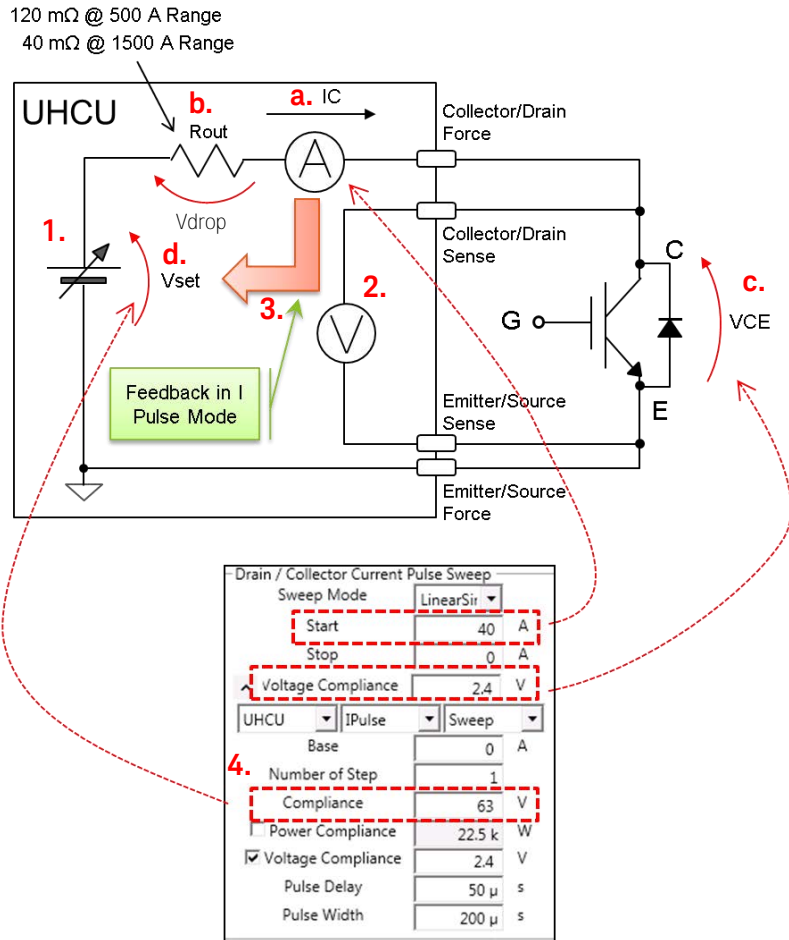 120 mΩ @ 500 A Range
40 mΩ @ 1500 A Range
UHCU
b.
Rout
a. IC
A
Collector/Drain
Force
Vdrop
1.
d.
Vset
3.
2.
V
Collector/Drain
Sense
C
c.
G
VCE
E
Feedback in I
Pulse Mode
Emitter/Source
Sense
Emitter/Source
Force
Drain / Collector Current Pulse Sweep
Sweep Mode LinearSir
Start 40 A
Stop 0 A
Voltage Compliance 2.4 V
UHCU IPulse Sweep
Base 0 A
4.
Number of Step 1
Compliance 63 V
Power Compliance 22.5 k W
Voltage Compliance 2.4 V
Pulse Delay 50 µ s
Pulse Width 200 µ s